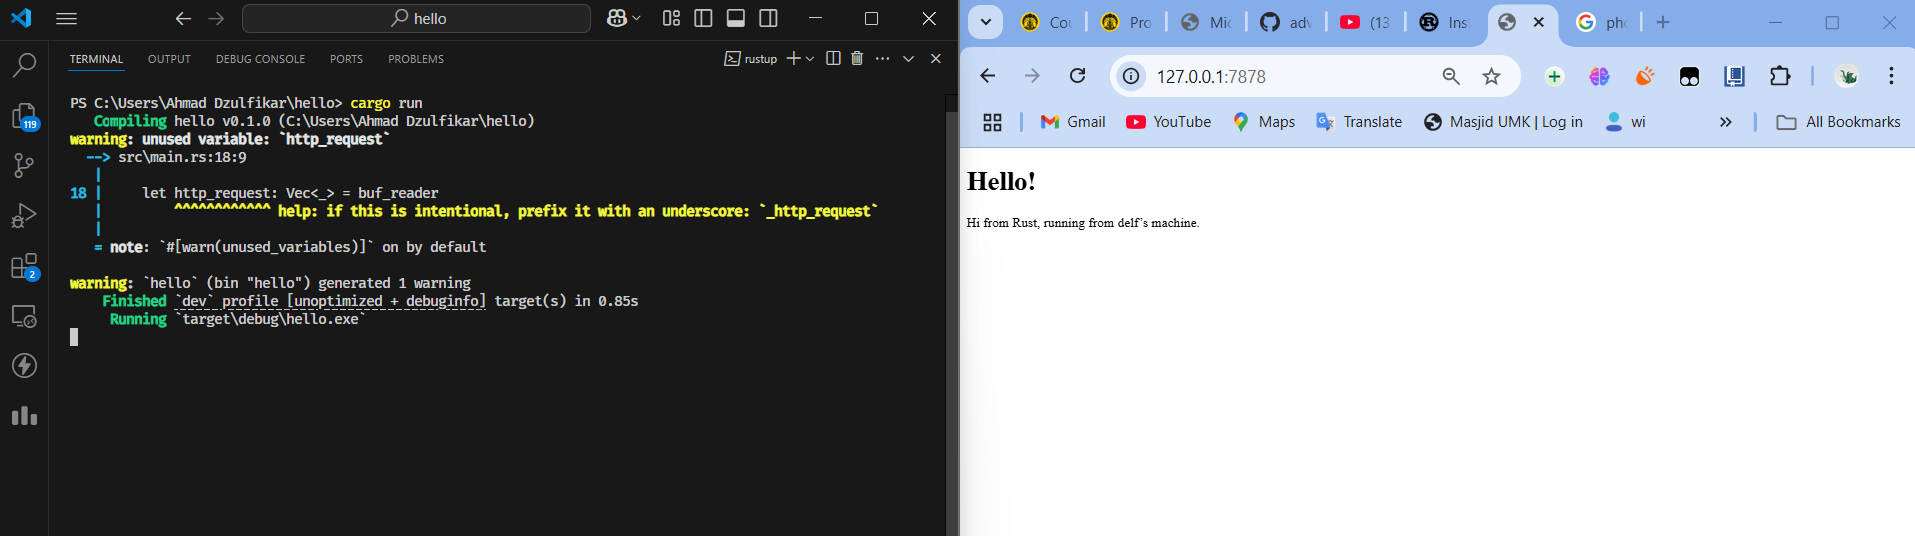 hello
TERMINAL OUTPUT DEBUG CONSOLE PORTS PROBLEMS
rustup
PS C:\Users\Ahmad Dzulfikar\hello> cargo run
   Compiling hello v0.1.0 (C:\Users\Ahmad Dzulfikar\hello)
warning: unused variable: `http_request`
  --> src\main.rs:18:9
   |
18 |     let http_request: Vec<_> = buf_reader
   |         ^^^^^^^^^^^^ help: if this is intentional, prefix it with an underscore: `_http_request`
   |
   = note: `#[warn(unused_variables)]` on by default
warning: `hello` (bin "hello") generated 1 warning
    Finished `dev` profile [unoptimized + debuginfo] target(s) in 0.85s
     Running `target\debug\hello.exe`
119
2
Cou Pro Mic adv (13 Ins pho
127.0.0.1:7878
Gmail YouTube Maps Translate Masjid UMK | Log in wi » All Bookmarks
Hello!
Hi from Rust, running from delf’s machine.